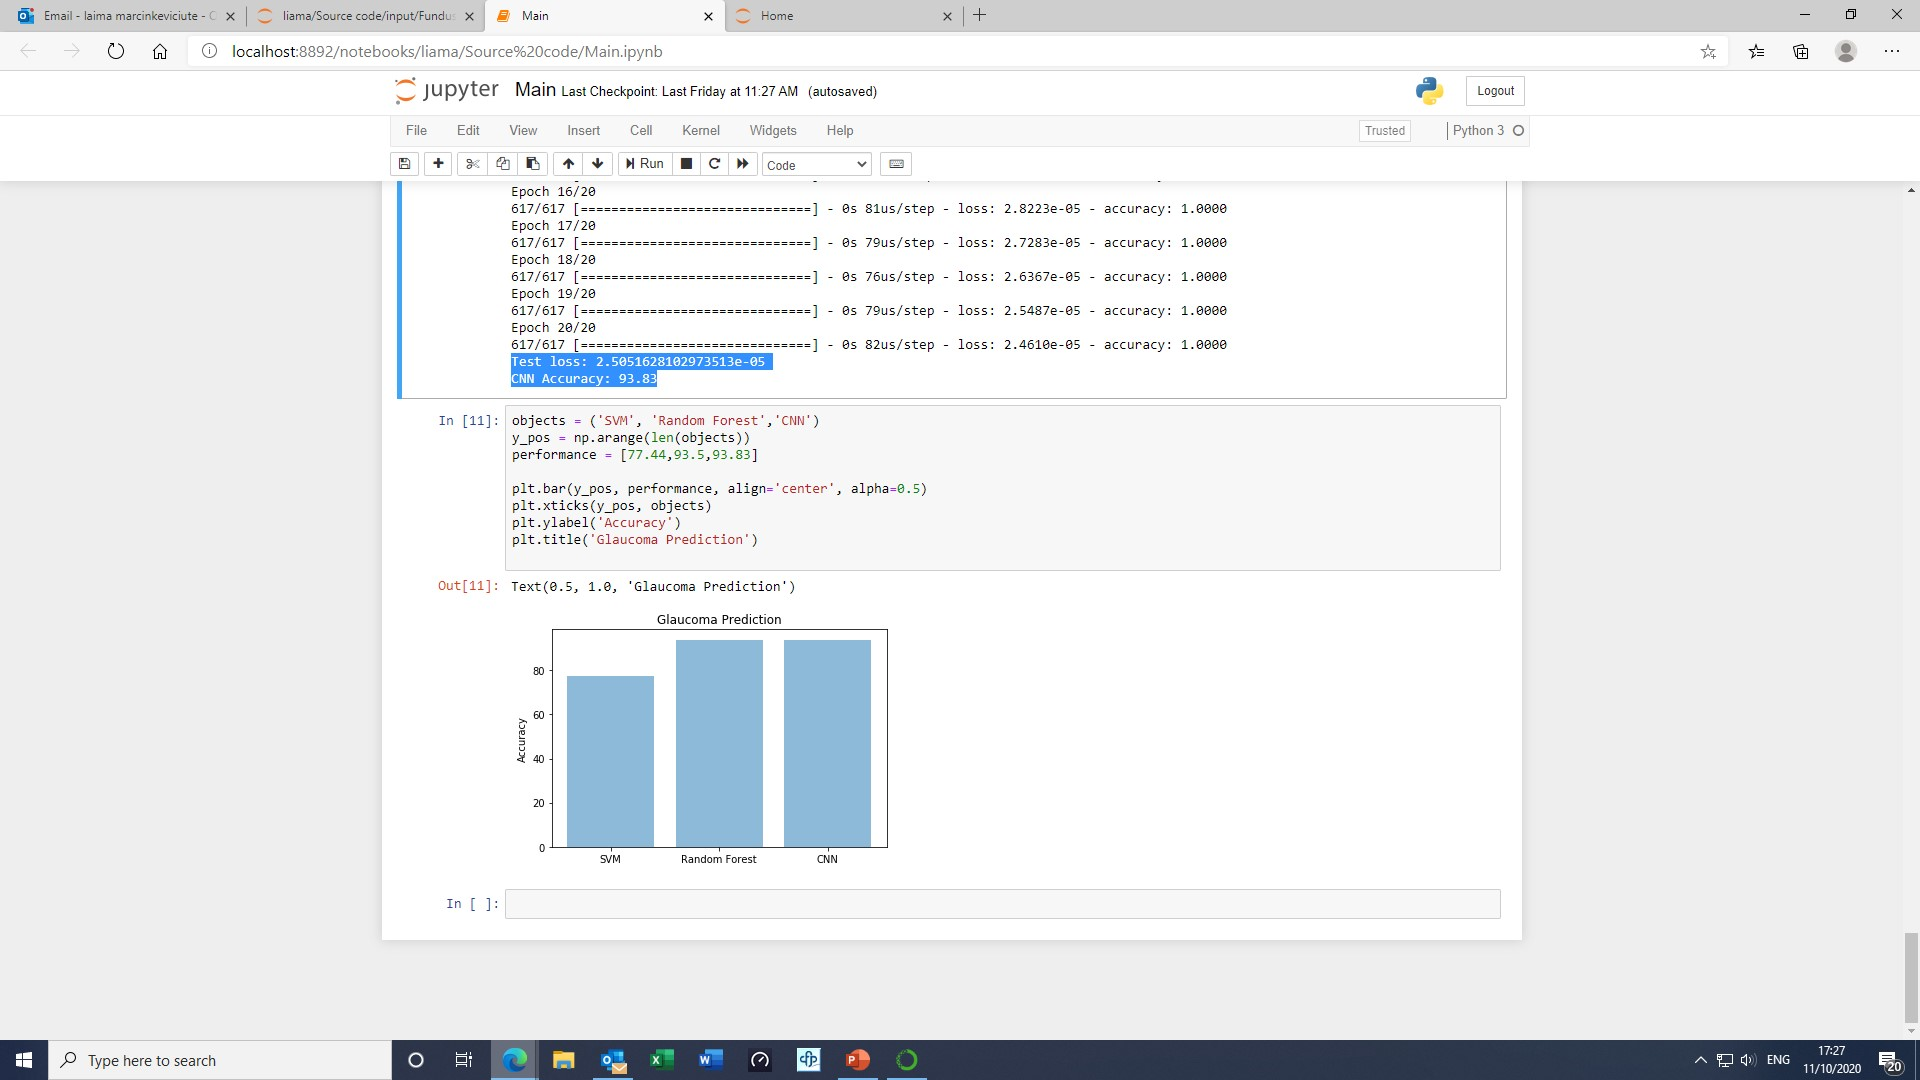 Email - laima marcinkeviciute - 
liama/Source code/input/Fundus
Main
Home
localhost:8892/notebooks/liama/Source%20code/Main.ipynb
jupyter Main Last Checkpoint: Last Friday at 11:27 AM (autosaved)
Logout
File Edit View Insert Cell Kernel Widgets Help
Trusted Python 3
Run Code
Epoch 16/20
617/617 [==============================] - 0s 81us/step - loss: 2.8223e-05 - accuracy: 1.0000
Epoch 17/20
617/617 [==============================] - 0s 79us/step - loss: 2.7283e-05 - accuracy: 1.0000
Epoch 18/20
617/617 [==============================] - 0s 76us/step - loss: 2.6367e-05 - accuracy: 1.0000
Epoch 19/20
617/617 [==============================] - 0s 79us/step - loss: 2.5487e-05 - accuracy: 1.0000
Epoch 20/20
617/617 [==============================] - 0s 82us/step - loss: 2.4610e-05 - accuracy: 1.0000
Test loss: 2.5051628102973513e-05
CNN Accuracy: 93.83
In [11]: objects = ('SVM', 'Random Forest','CNN')
y_pos = np.arange(len(objects))
performance = [77.44,93.5,93.83]
plt.bar(y_pos, performance, align='center', alpha=0.5)
plt.xticks(y_pos, objects)
plt.ylabel('Accuracy')
plt.title('Glaucoma Prediction')
Out[11]: Text(0.5, 1.0, 'Glaucoma Prediction')
Glaucoma Prediction
80
60
40
20
0
Accuracy
SVM Random Forest CNN
In [ ]:
Type here to search
ENG
17:27
11/10/2020
20